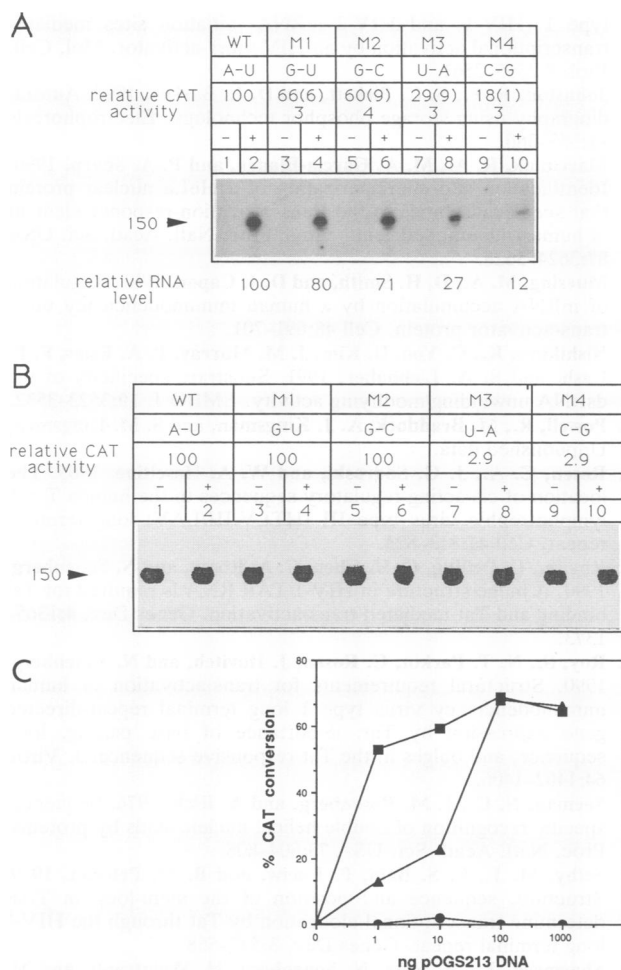 A
WT M1 M2 M13 M4
A-U G-U G-C U-A C-G
relative CAT activity 100 66(6) 3 60(9) 4 29(9) 3 18(1) 3
- + - + - + - + - +
1 2 3 4 5 6 7 8 9 10
150
relative RNA level 100 80 71 27 12
B
WT M1 M2 M3 M4
A-U G-U G-C U-A C-G
relative CAT activity 100 100 100 2.9 2.5
- + - + - + - + - +
1 2 3 4 5 6 7 8 9 10
150
C
% CAT conversion
80
60
40
20
0
0 1 10 100 1000
ng pOGS213 DNA